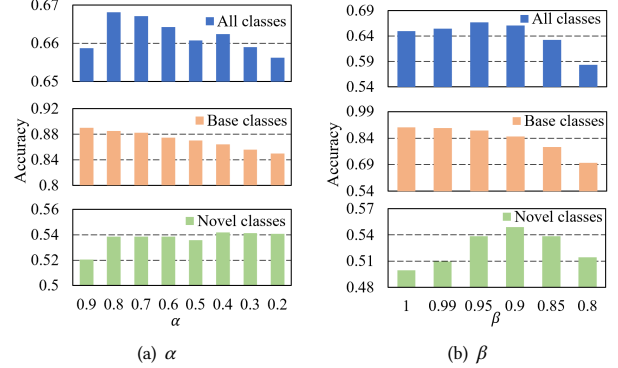 0.67
0.66
0.65
All classes
0.92
0.88
0.84
0.8
Base classes
0.56
0.54
0.52
0.5
Novel classes
Accuracy
0.9 0.8 0.7 0.6 0.5 0.4 0.3 0.2
α
(a) α
0.69
0.64
0.59
0.54
All classes
0.99
0.84
0.69
0.54
Base classes
0.57
0.54
0.51
0.48
Novel classes
Accuracy
1 0.99 0.95 0.9 0.85 0.8
β
(b) β